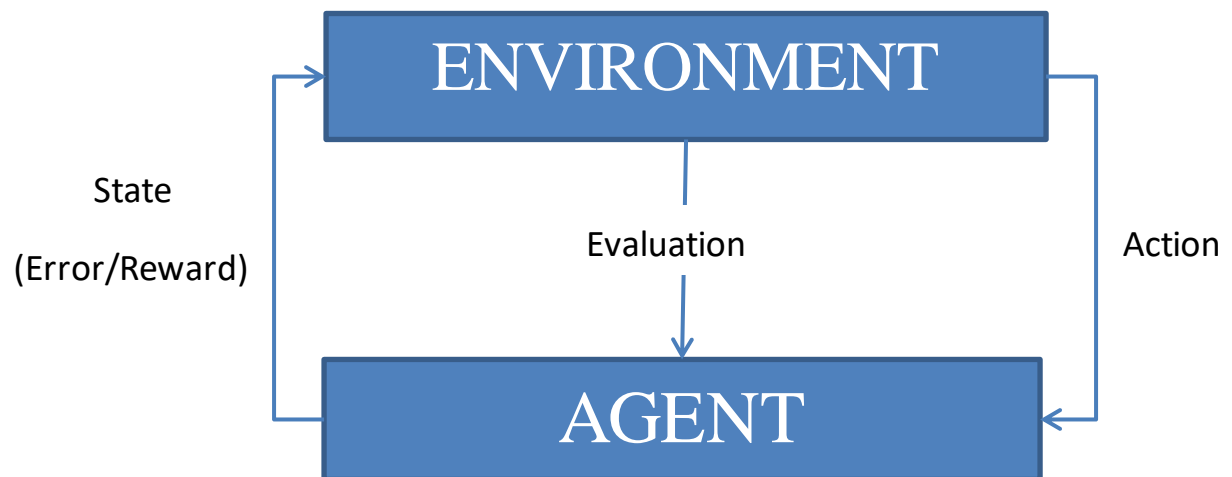 ENVIRONMENT
State
(Error/Reward)
Evaluation
Action
AGENT